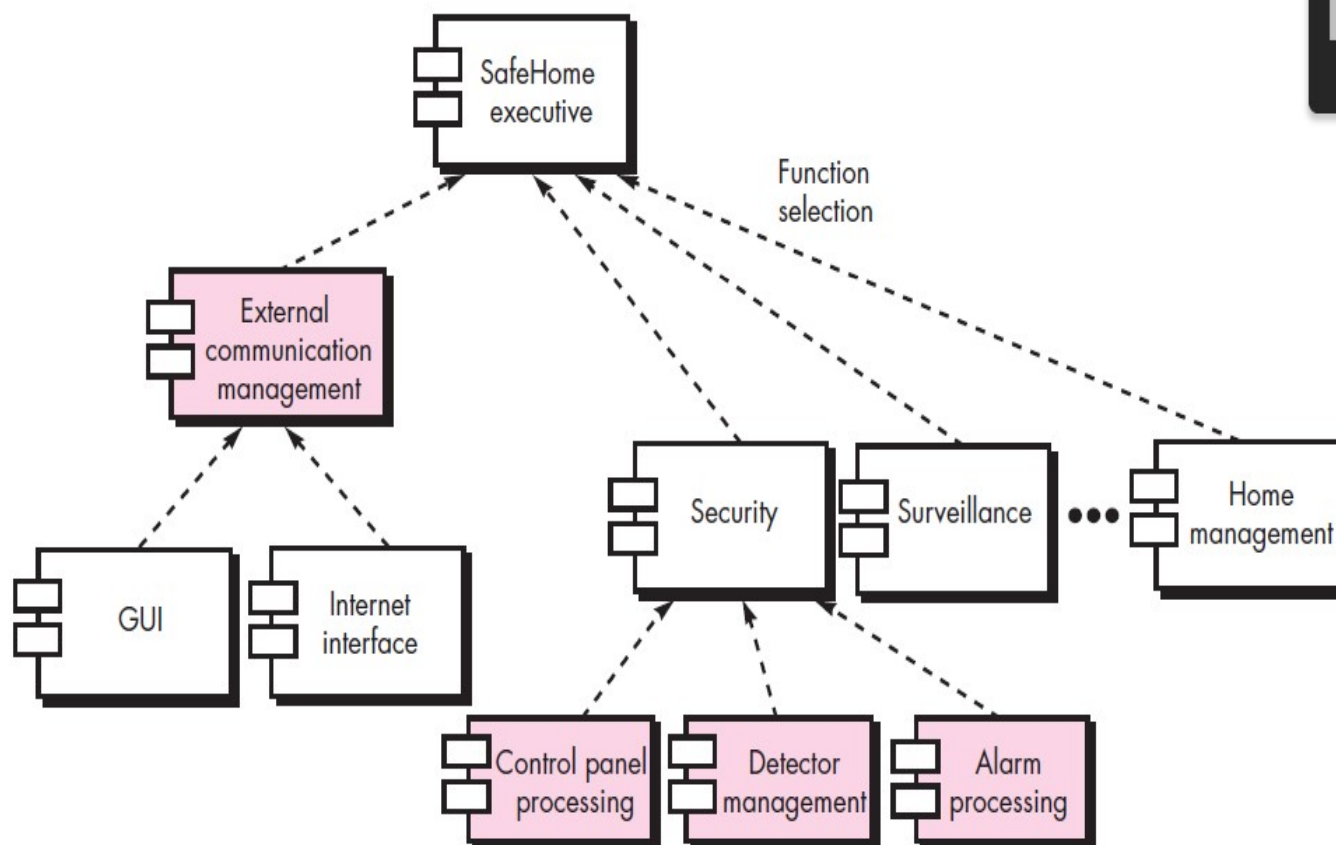 SafeHome
executive
Function
selection
External
communication
management
Security
Surveillance
Home
management
GUI
Internet
interface
Control panel
processing
Detector
management
Alarm
processing